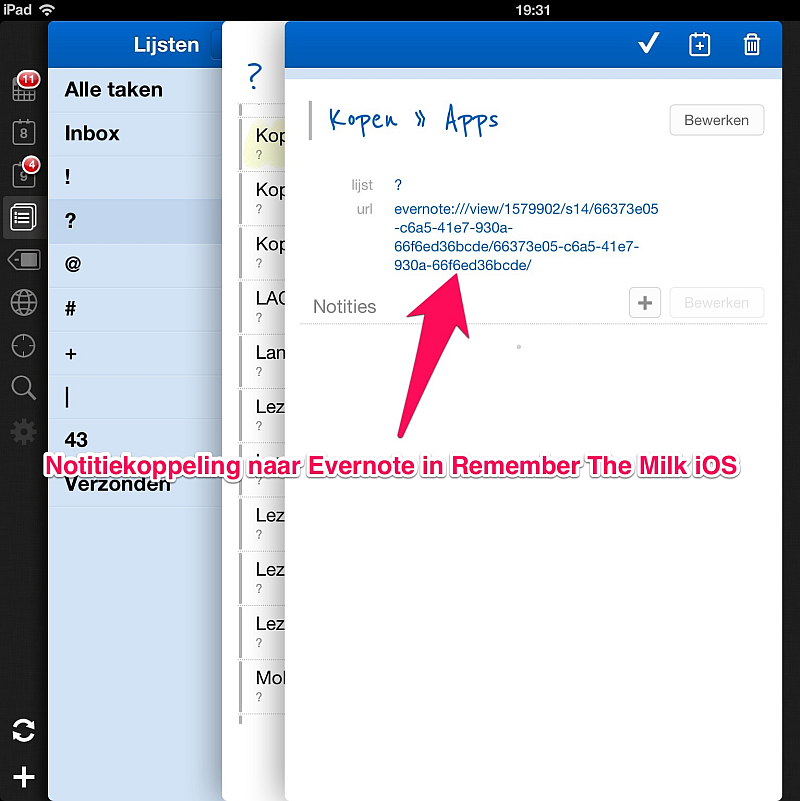 iPad
19:31
11
8
4
9
Lijsten
Alle taken
Inbox
!
?
@
#
+
|
43
Verzonden
?
Kop
?
Kop
?
Kop
?
LAC
?
Lan
?
Lez
?
?
Lez
?
Lez
?
Lez
?
Mol
?
Kopen » Apps
Bewerken
lijst ?
url evernote:///view/1579902/s14/66373e05
-c6a5-41e7-930a-
66f6ed36bcde/66373e05-c6a5-41e7-
930a-66f6ed36bcde/
Notities
+
Bewerken
Notitiekoppeling naar Evernote in Remember The Milk iOS